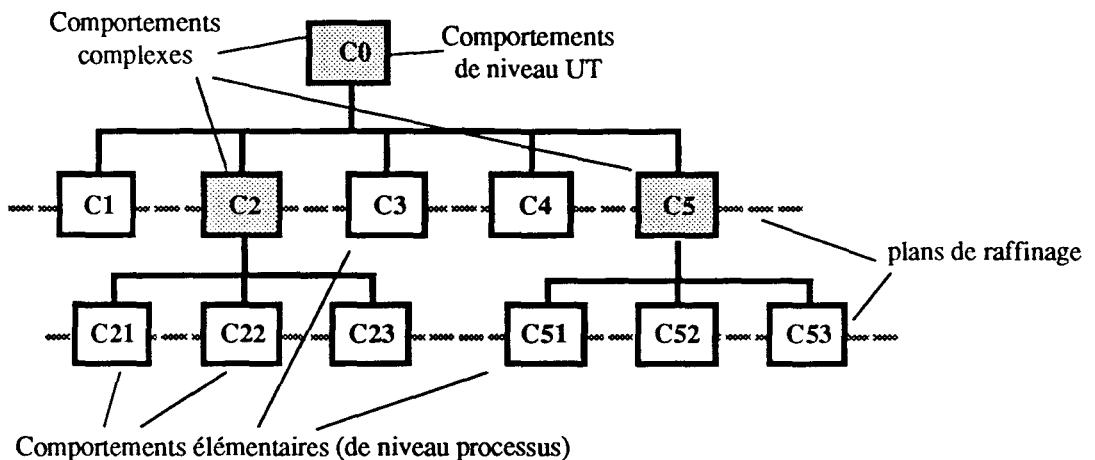 Comportements
complexes
C0
Comportements
de niveau UT
C1
C2
C3
C4
C5
plans de raffinage
C21
C22
C23
C51
C52
C53
Comportements élémentaires (de niveau processus)